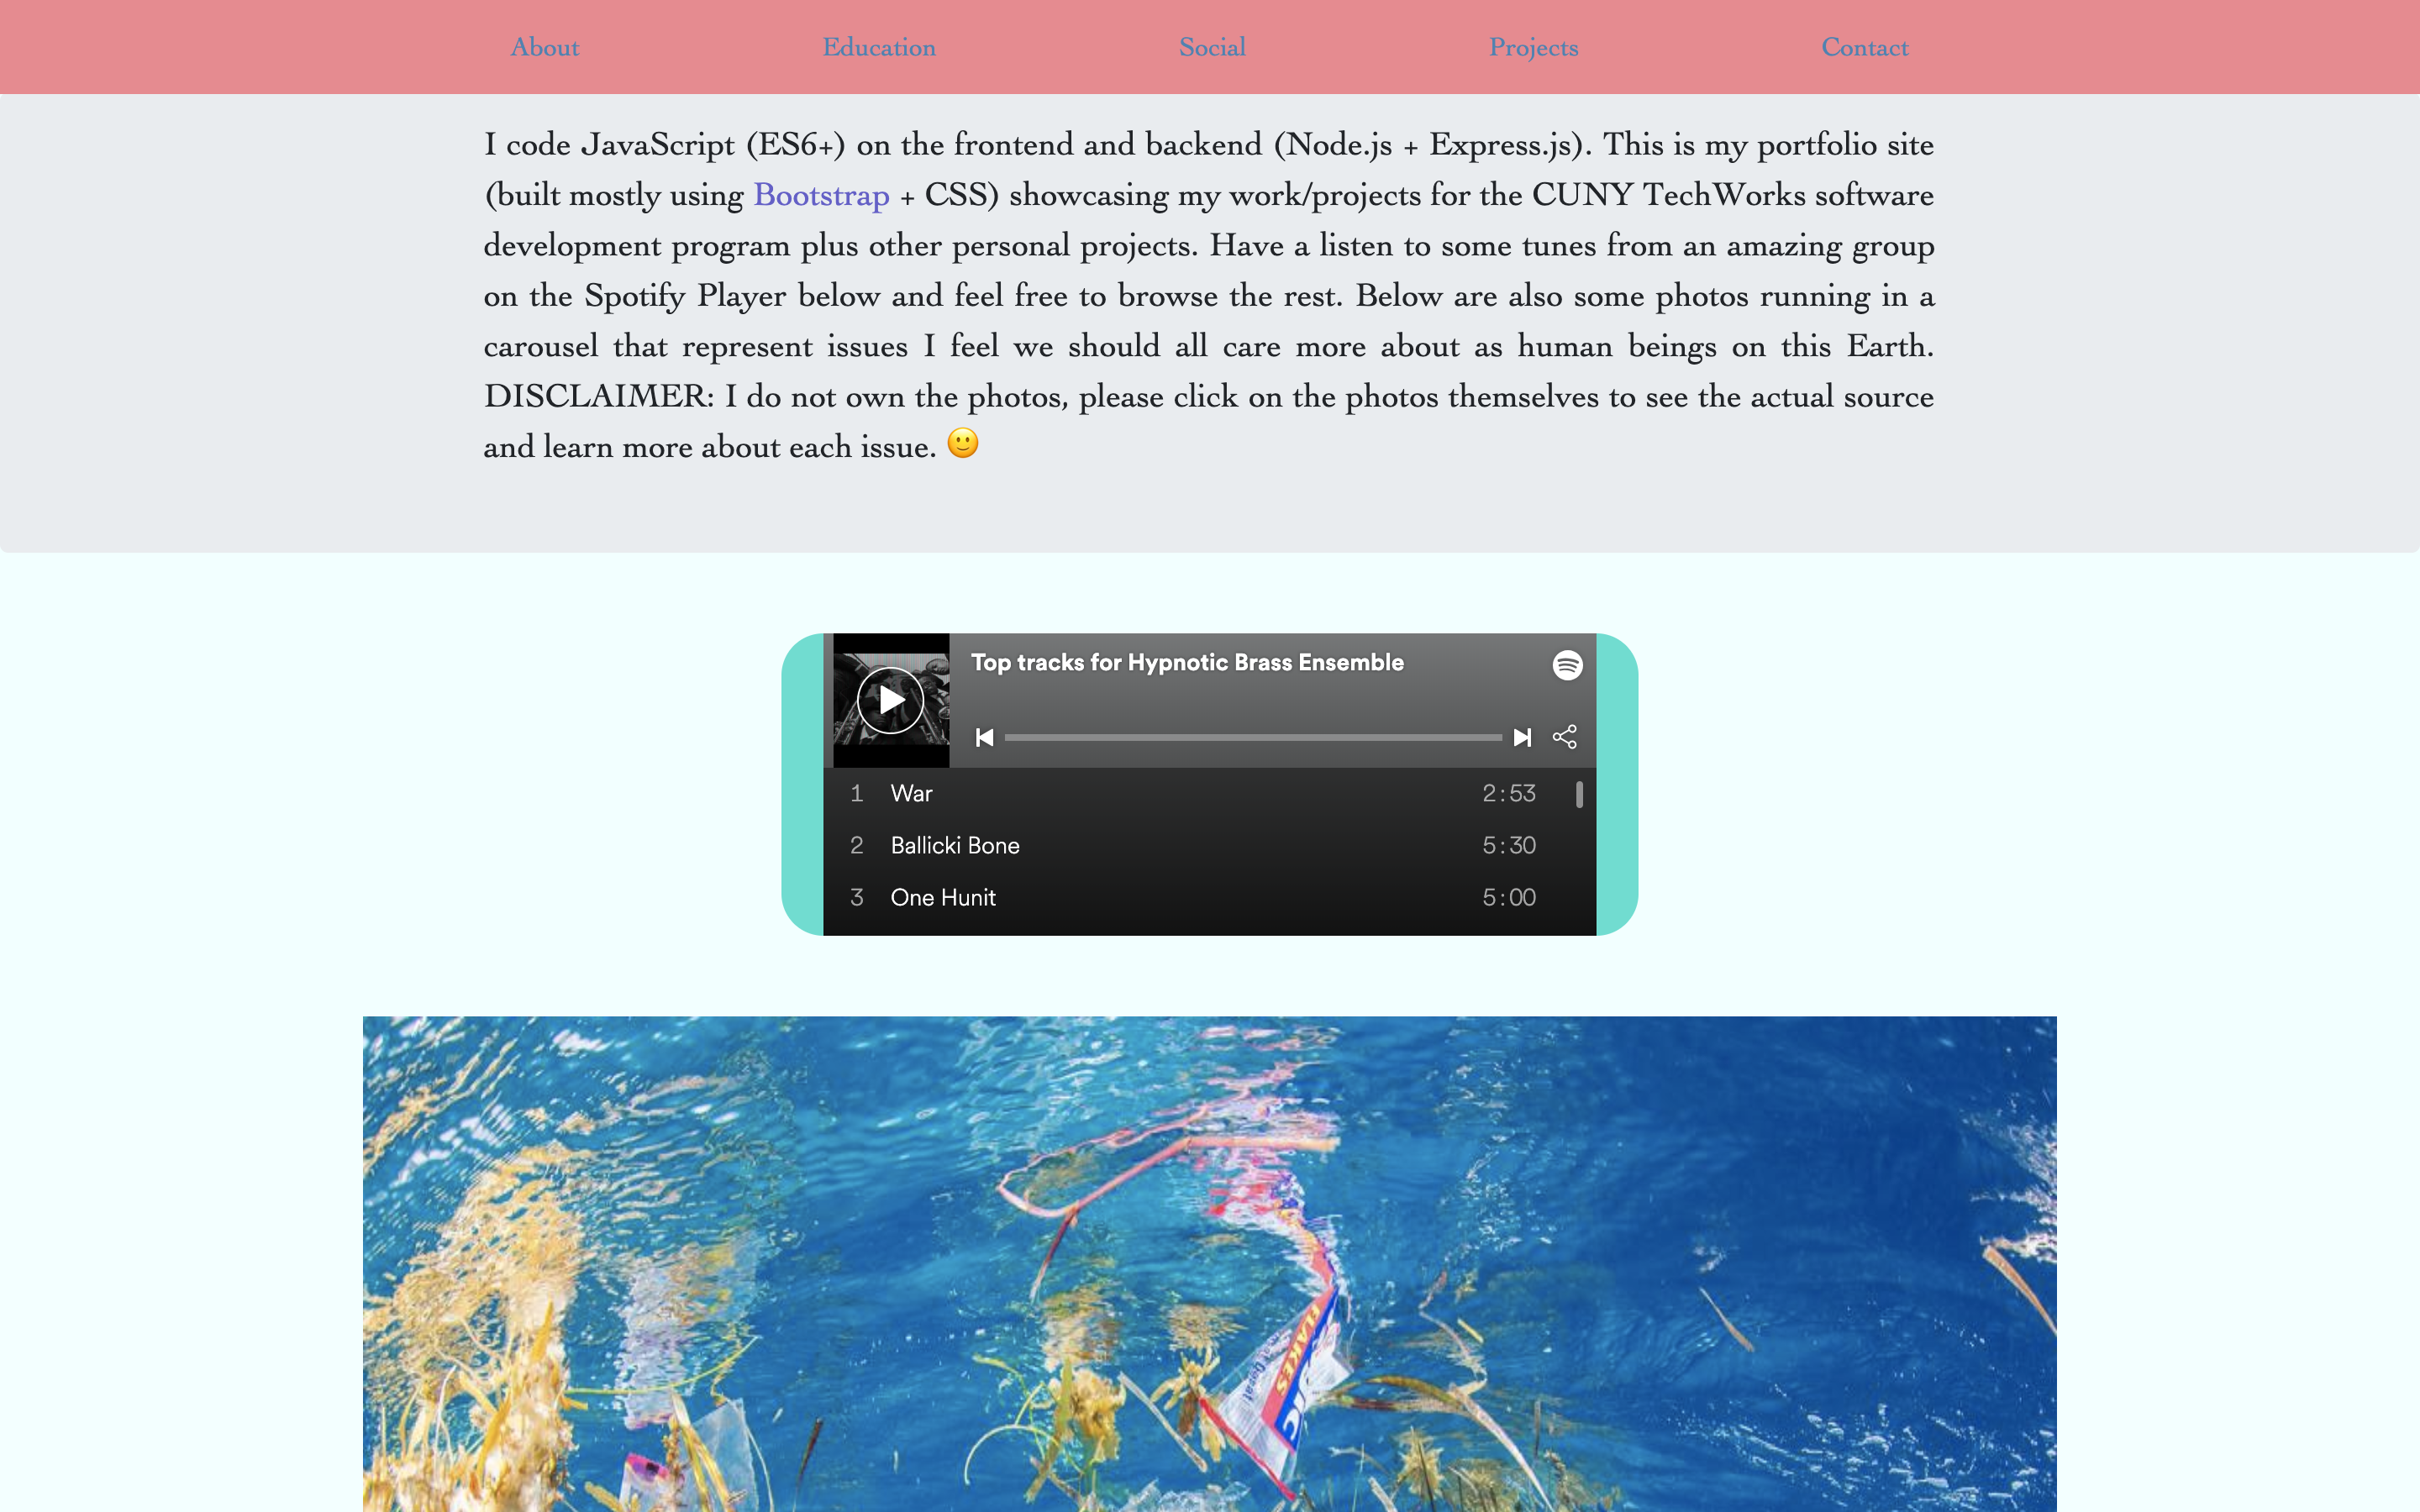 About Education Social Projects Contact
I code JavaScript (ES6+) on the frontend and backend (Node.js + Express.js). This is my portfolio site
(built mostly using Bootstrap + CSS) showcasing my work/projects for the CUNY TechWorks software
development program plus other personal projects. Have a listen to some tunes from an amazing group
on the Spotify Player below and feel free to browse the rest. Below are also some photos running in a
carousel that represent issues I feel we should all care more about as human beings on this Earth.
DISCLAIMER: I do not own the photos, please click on the photos themselves to see the actual source
and learn more about each issue. 🙂
Top tracks for Hypnotic Brass Ensemble
1 War 2:53
2 Ballicki Bone 5:30
3 One Hunit 5:00